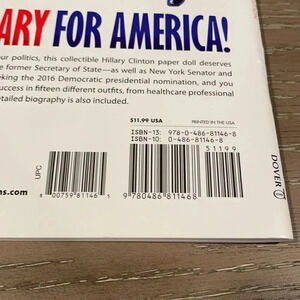 ARY FOR AMERICA!
our politics, this collectible Hillary Clinton paper doll deserves
e former Secretary of State—as well as New York Senator and
eking the 2016 Democratic presidential nomination, and you
uccess in fifteen different outfits, from healthcare professional
etailed biography is also included.
$11.99 USA PRINTED IN THE USA
ISBN-13: 978-0-486-81146-8
ISBN-10: 0-486-81146-8
51199
UPC
8 00759 81146 5
9 780486 811468
ns.com
DOVER